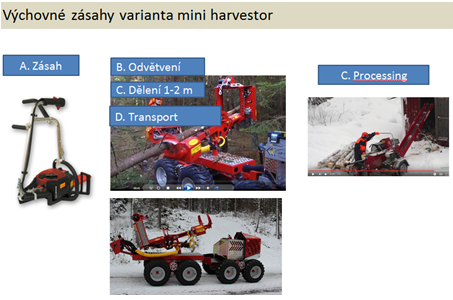 Výchovné zásahy varianta mini harvestor
A. Zásah
B. Odvětvení
C. Dělení 1-2 m
D. Transport
C. Processing